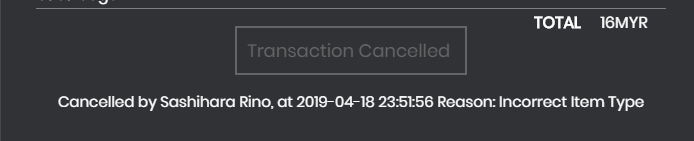 TOTAL 16MYR
Transaction Cancelled
Cancelled by Sashihara Rino, at 2019-04-18 23:51:56 Reason: Incorrect Item Type